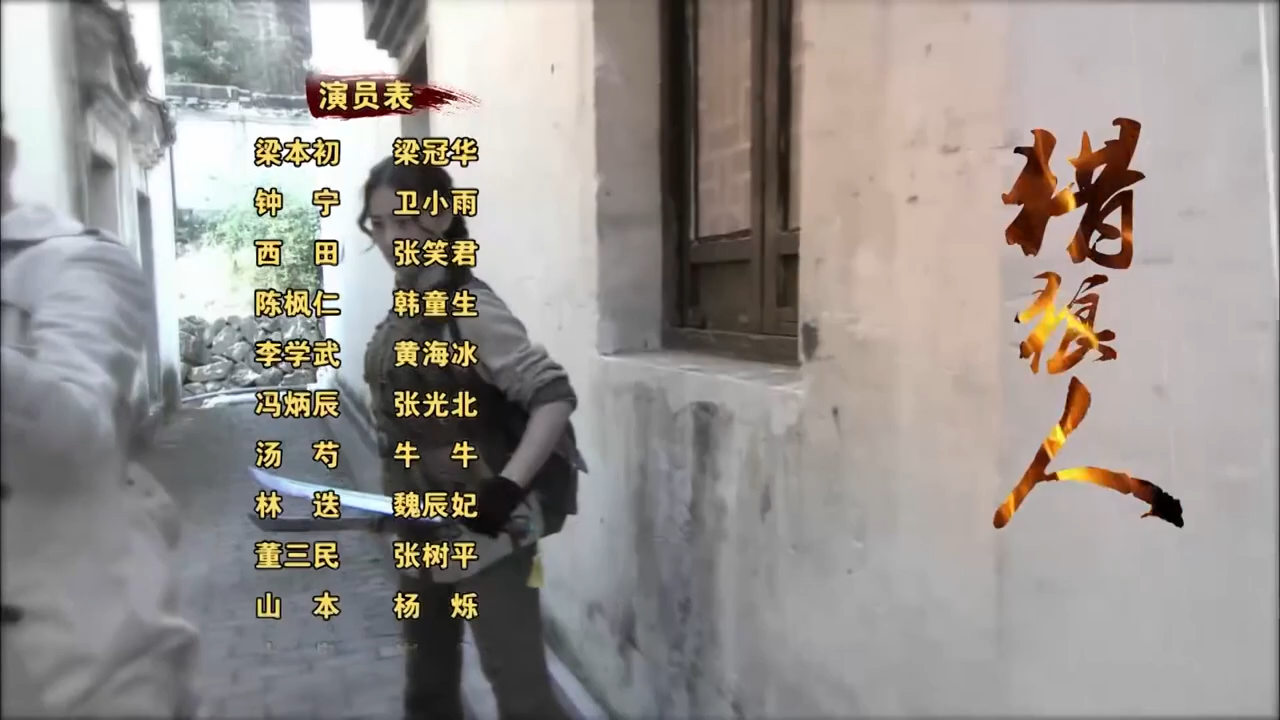 演员表
梁本初 梁冠华
钟 宁 卫小雨
西 田 张笑君
陈枫仁 韩童生
李学武 黄海冰
冯炳辰 张光北
汤 芍 牛 牛
林 迭 魏辰妃
董三民 张树平
山 本 杨 烁
猎狼人